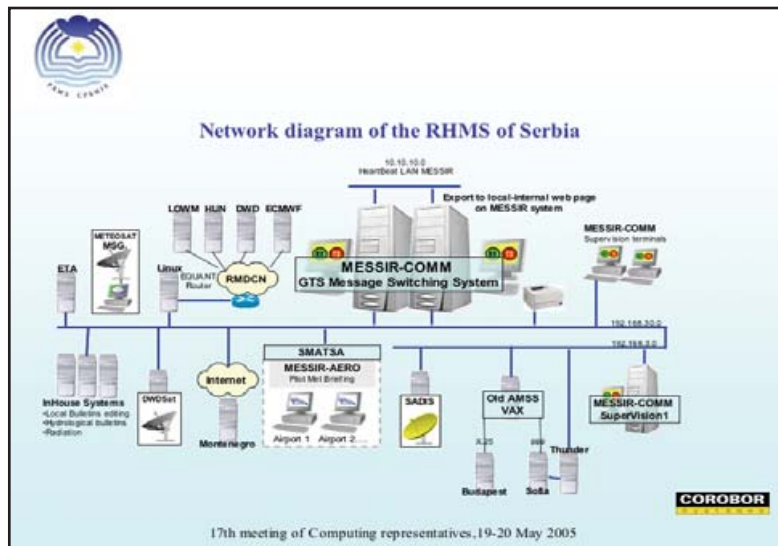 Network diagram of the RHMS of Serbia
10.10.10.0
HeartBeat LAN MESSIR
Export to local-internal web page
on MESSIR system
LOWM
HUN
DWD
ECMWF
METEOSAT
MSG
ETA
Linux
EQUANT
Router
RMDCN
MESSIR-COMM
GTS Message Switching System
MESSIR-COMM
Supervision terminals
192.168.30.0
192.168.3.0
SMATSA
MESSIR-AERO
Pilot Met Briefing
Airport 1
Airport 2....
InHouse Systems
•Local Bulletins editing
•Hydrological bulletins
•Radiation
DWDSat
Internet
Montenegro
SADIS
Old AMSS
VAX
X.25
Budapest
Sofia
Thunder
MESSIR-COMM
SuperVision1
COROBOR
SYSTEMS
17th meeting of Computing representatives,19-20 May 2005